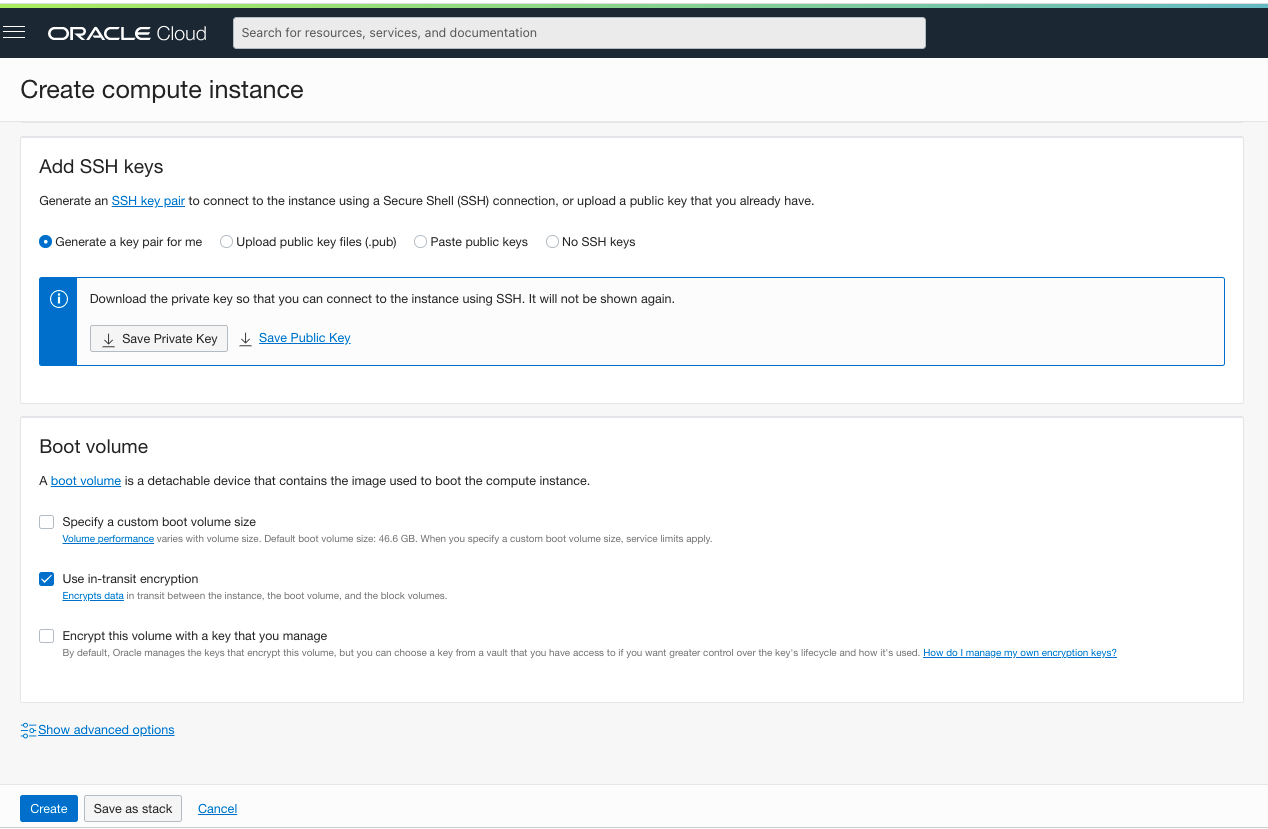 ORACLE Cloud
Search for resources, services, and documentation
Create compute instance
Add SSH keys
Generate an SSH key pair to connect to the instance using a Secure Shell (SSH) connection, or upload a public key that you already have.
Generate a key pair for me Upload public key files (.pub) Paste public keys No SSH keys
Download the private key so that you can connect to the instance using SSH. It will not be shown again.
Save Private Key Save Public Key
Boot volume
A boot volume is a detachable device that contains the image used to boot the compute instance.
Specify a custom boot volume size
Volume performance varies with volume size. Default boot volume size: 46.6 GB. When you specify a custom boot volume size, service limits apply.
Use in-transit encryption
Encrypts data in transit between the instance, the boot volume, and the block volumes.
Encrypt this volume with a key that you manage
By default, Oracle manages the keys that encrypt this volume, but you can choose a key from a vault that you have access to if you want greater control over the key's lifecycle and how it's used. How do I manage my own encryption keys?
Show advanced options
Create Save as stack Cancel